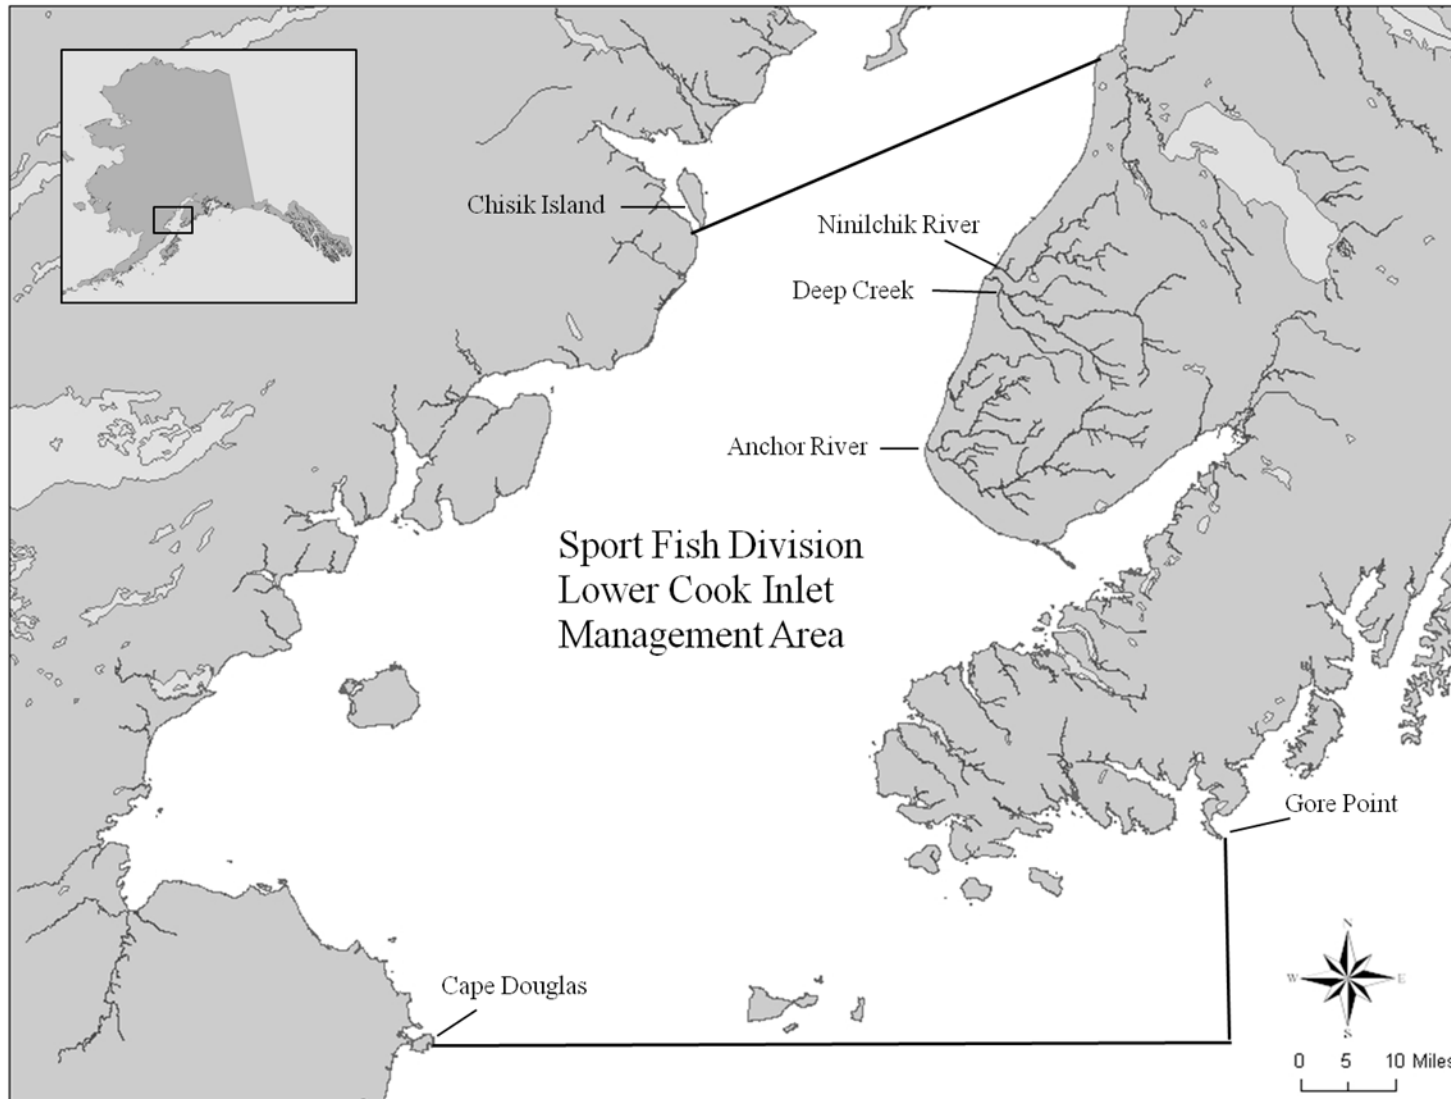 Chisik Island
Ninilchik River
Deep Creek
Anchor River
Sport Fish Division
Lower Cook Inlet
Management Area
Gore Point
Cape Douglas
N
W E
S
0 5 10 Miles